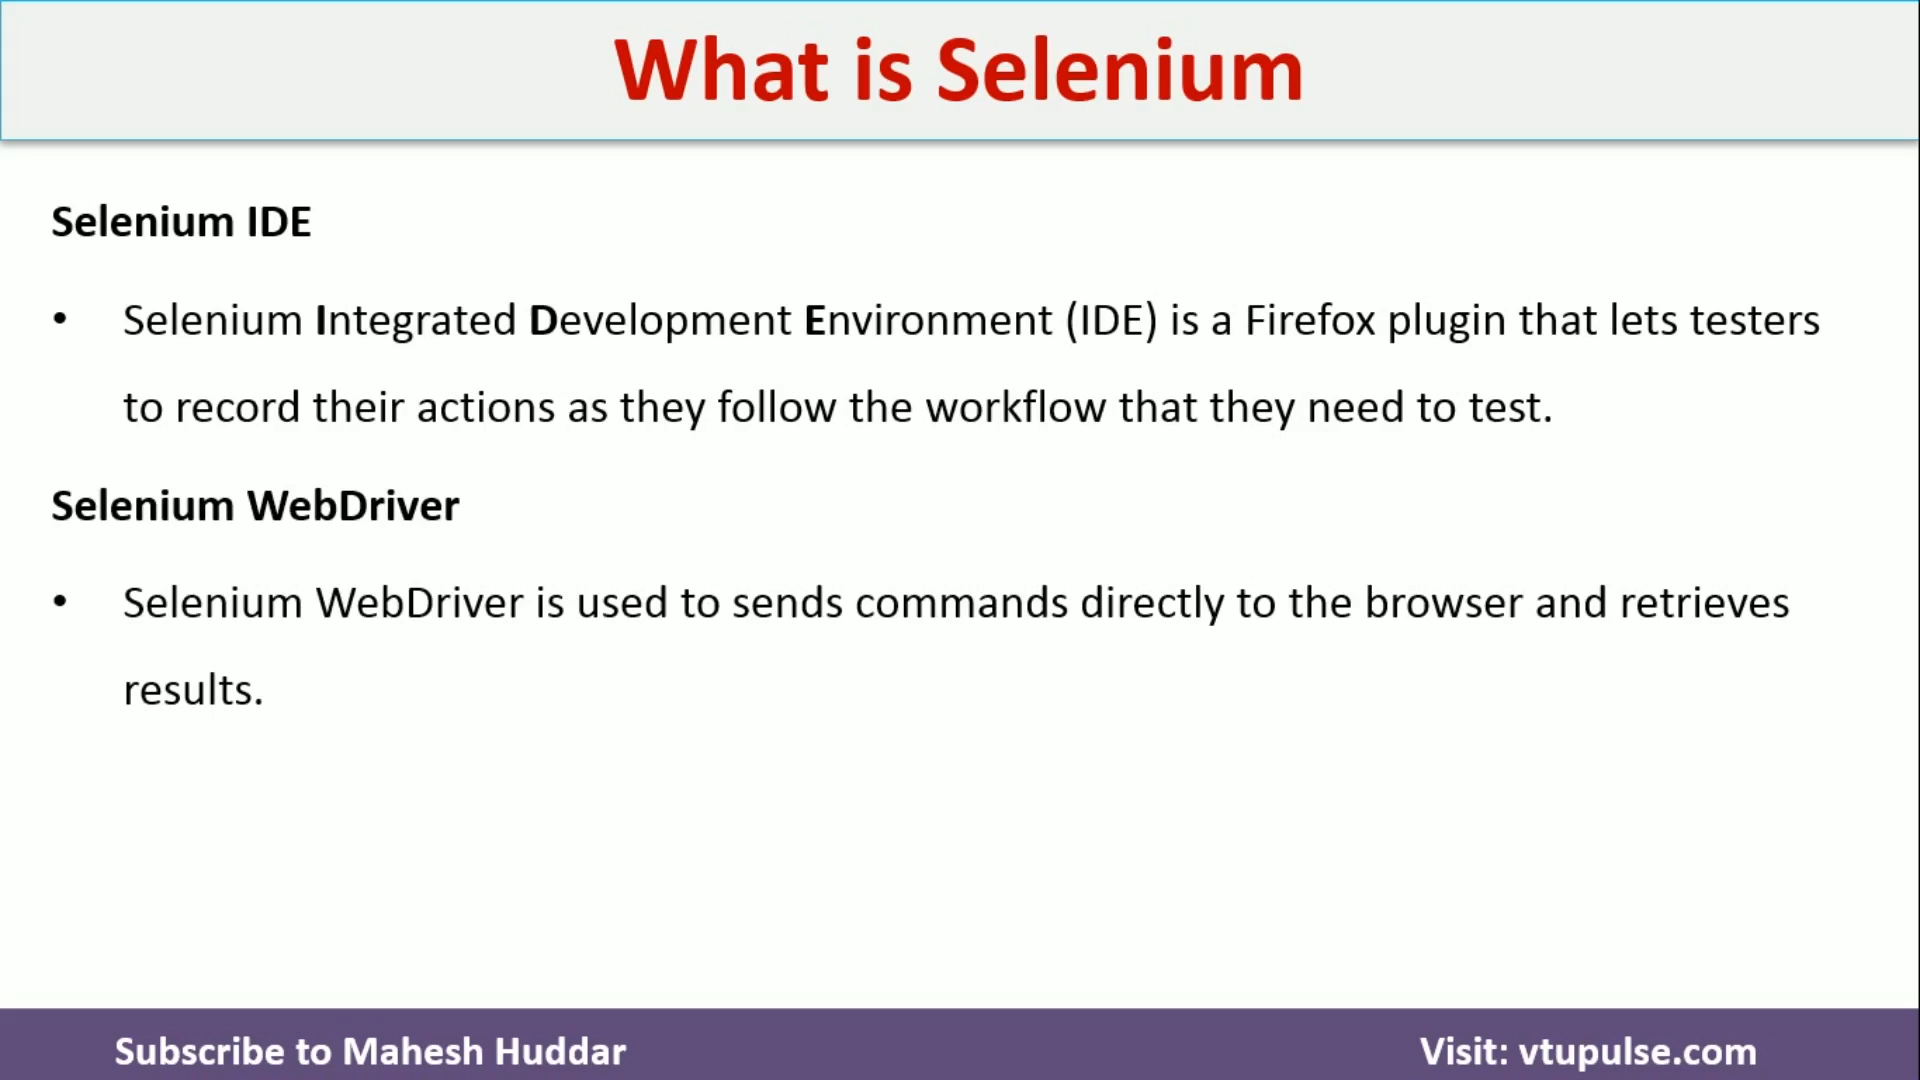 What is Selenium
Selenium IDE
• Selenium Integrated Development Environment (IDE) is a Firefox plugin that lets testers
to record their actions as they follow the workflow that they need to test.
Selenium WebDriver
• Selenium WebDriver is used to sends commands directly to the browser and retrieves
results.
Subscribe to Mahesh Huddar
Visit: vtupulse.com